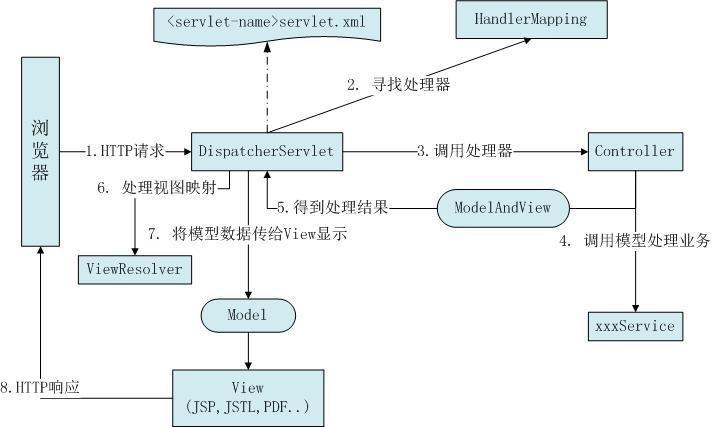 <servlet-name>servlet.xml
HandlerMapping
2. 寻找处理器
浏览器
1.HTTP请求
DispatcherServlet
3.调用处理器
Controller
6. 处理视图映射
5.得到处理结果
ModelAndView
7. 将模型数据传给View显示
4. 调用模型处理业务
ViewResolver
Model
xxxService
8.HTTP响应
View
(JSP,JSTL,PDF..)